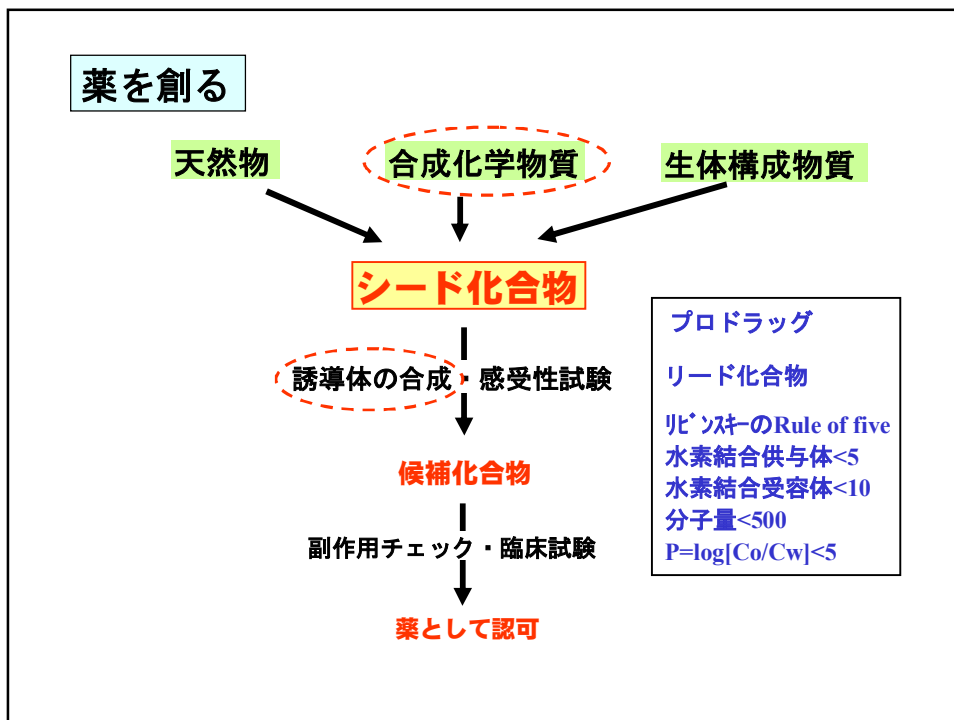 薬を創る
天然物
合成化学物質
生体構成物質
シード化合物
誘導体の合成・感受性試験
候補化合物
副作用チェック・臨床試験
薬として認可
プロドラッグ
リード化合物
ﾘﾋﾟﾝｽｷｰのRule of five
水素結合供与体<5
水素結合受容体<10
分子量<500
P=log[Co/Cw]<5